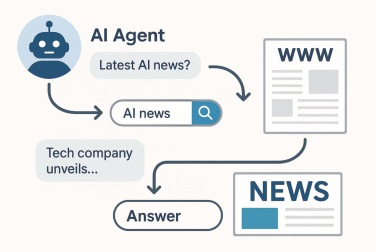 AI Agent
Latest AI news?
WWW
AI news
Tech company
unveils...
Answer
NEWS